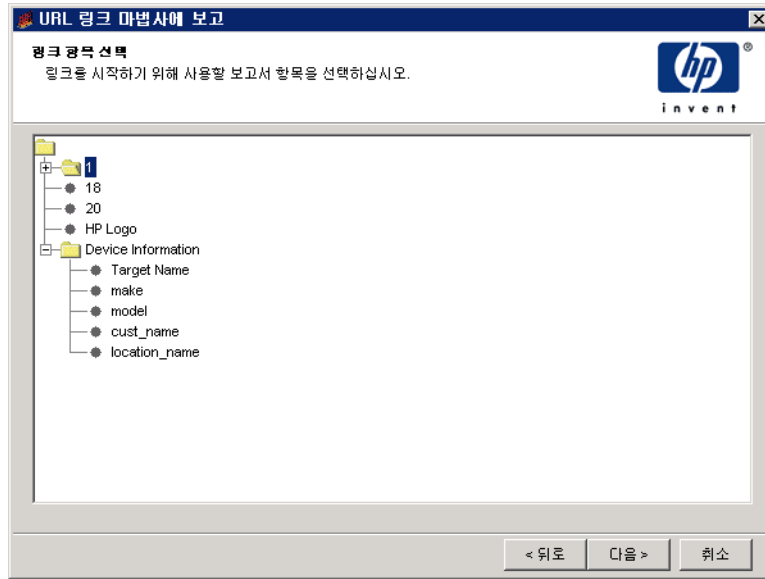 URL 링크 마법사에 보고
링크 항목 선택
링크를 시작하기 위해 사용할 보고서 항목을 선택하십시오.
hp ®
invent
1
18
20
HP Logo
Device Information
Target Name
make
model
cust_name
location_name
< 뒤로 다음 > 취소